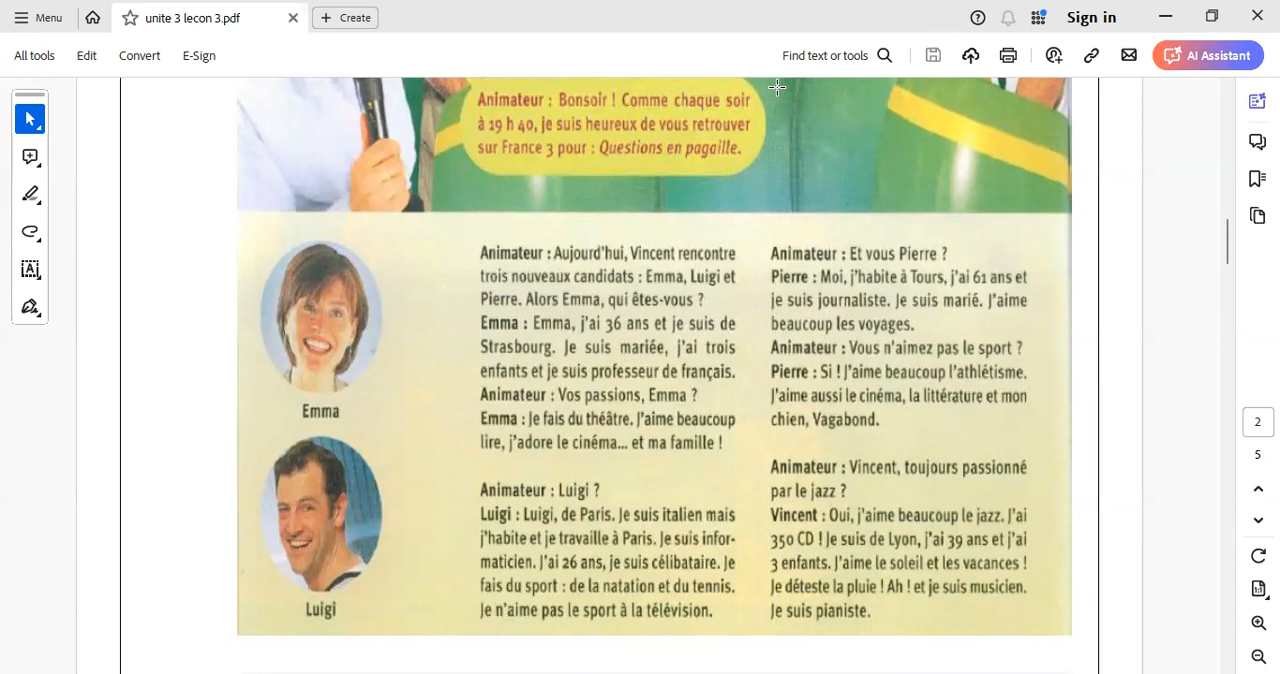 Menu
unite 3 lecon 3.pdf
Create
Sign in
All tools
Edit
Convert
E-Sign
Find text or tools
AI Assistant
Animateur : Bonsoir ! Comme chaque soir
à 19 h 40, je suis heureux de vous retrouver
sur France 3 pour : Questions en pagaille.
Emma
Luigi
Animateur : Aujourd'hui, Vincent rencontre
trois nouveaux candidats : Emma, Luigi et
Pierre. Alors Emma, qui êtes-vous ?
Emma : Emma, j'ai 36 ans et je suis de
Strasbourg. Je suis mariée, j'ai trois
enfants et je suis professeur de français.
Animateur : Vos passions, Emma ?
Emma : Je fais du théâtre. J'aime beaucoup
lire, j'adore le cinéma... et ma famille !
Animateur : Luigi ?
Luigi : Luigi, de Paris. Je suis italien mais
j'habite et je travaille à Paris. Je suis infor-
maticien. J'ai 26 ans, je suis célibataire. Je
fais du sport : de la natation et du tennis.
Je n'aime pas le sport à la télévision.
Animateur : Et vous Pierre ?
Pierre : Moi, j'habite à Tours, j'ai 61 ans et
je suis journaliste. Je suis marié. J'aime
beaucoup les voyages.
Animateur : Vous n'aimez pas le sport ?
Pierre : Si ! J'aime beaucoup l'athlétisme.
J'aime aussi le cinéma, la littérature et mon
chien, Vagabond.
Animateur : Vincent, toujours passionné
par le jazz ?
Vincent : Oui, j'aime beaucoup le jazz. J'ai
350 CD ! Je suis de Lyon, j'ai 39 ans et j'ai
3 enfants. J'aime le soleil et les vacances !
Je déteste la pluie ! Ah ! et je suis musicien.
Je suis pianiste.
2
5